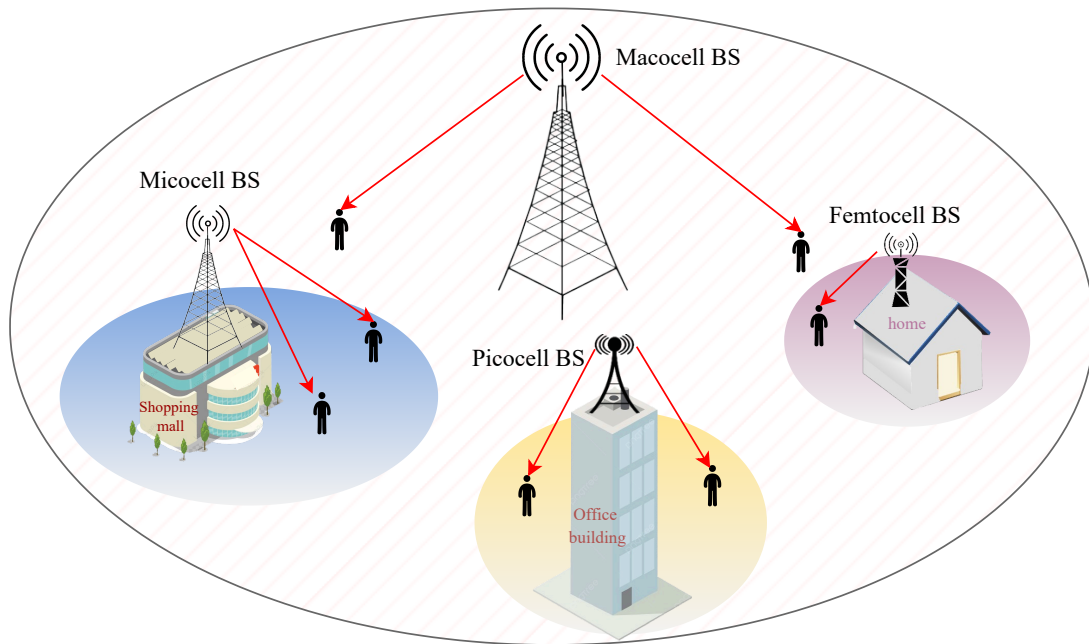 Macocell BS
Micocell BS
Femtocell BS
home
Picocell BS
Shopping
mall
Office
building